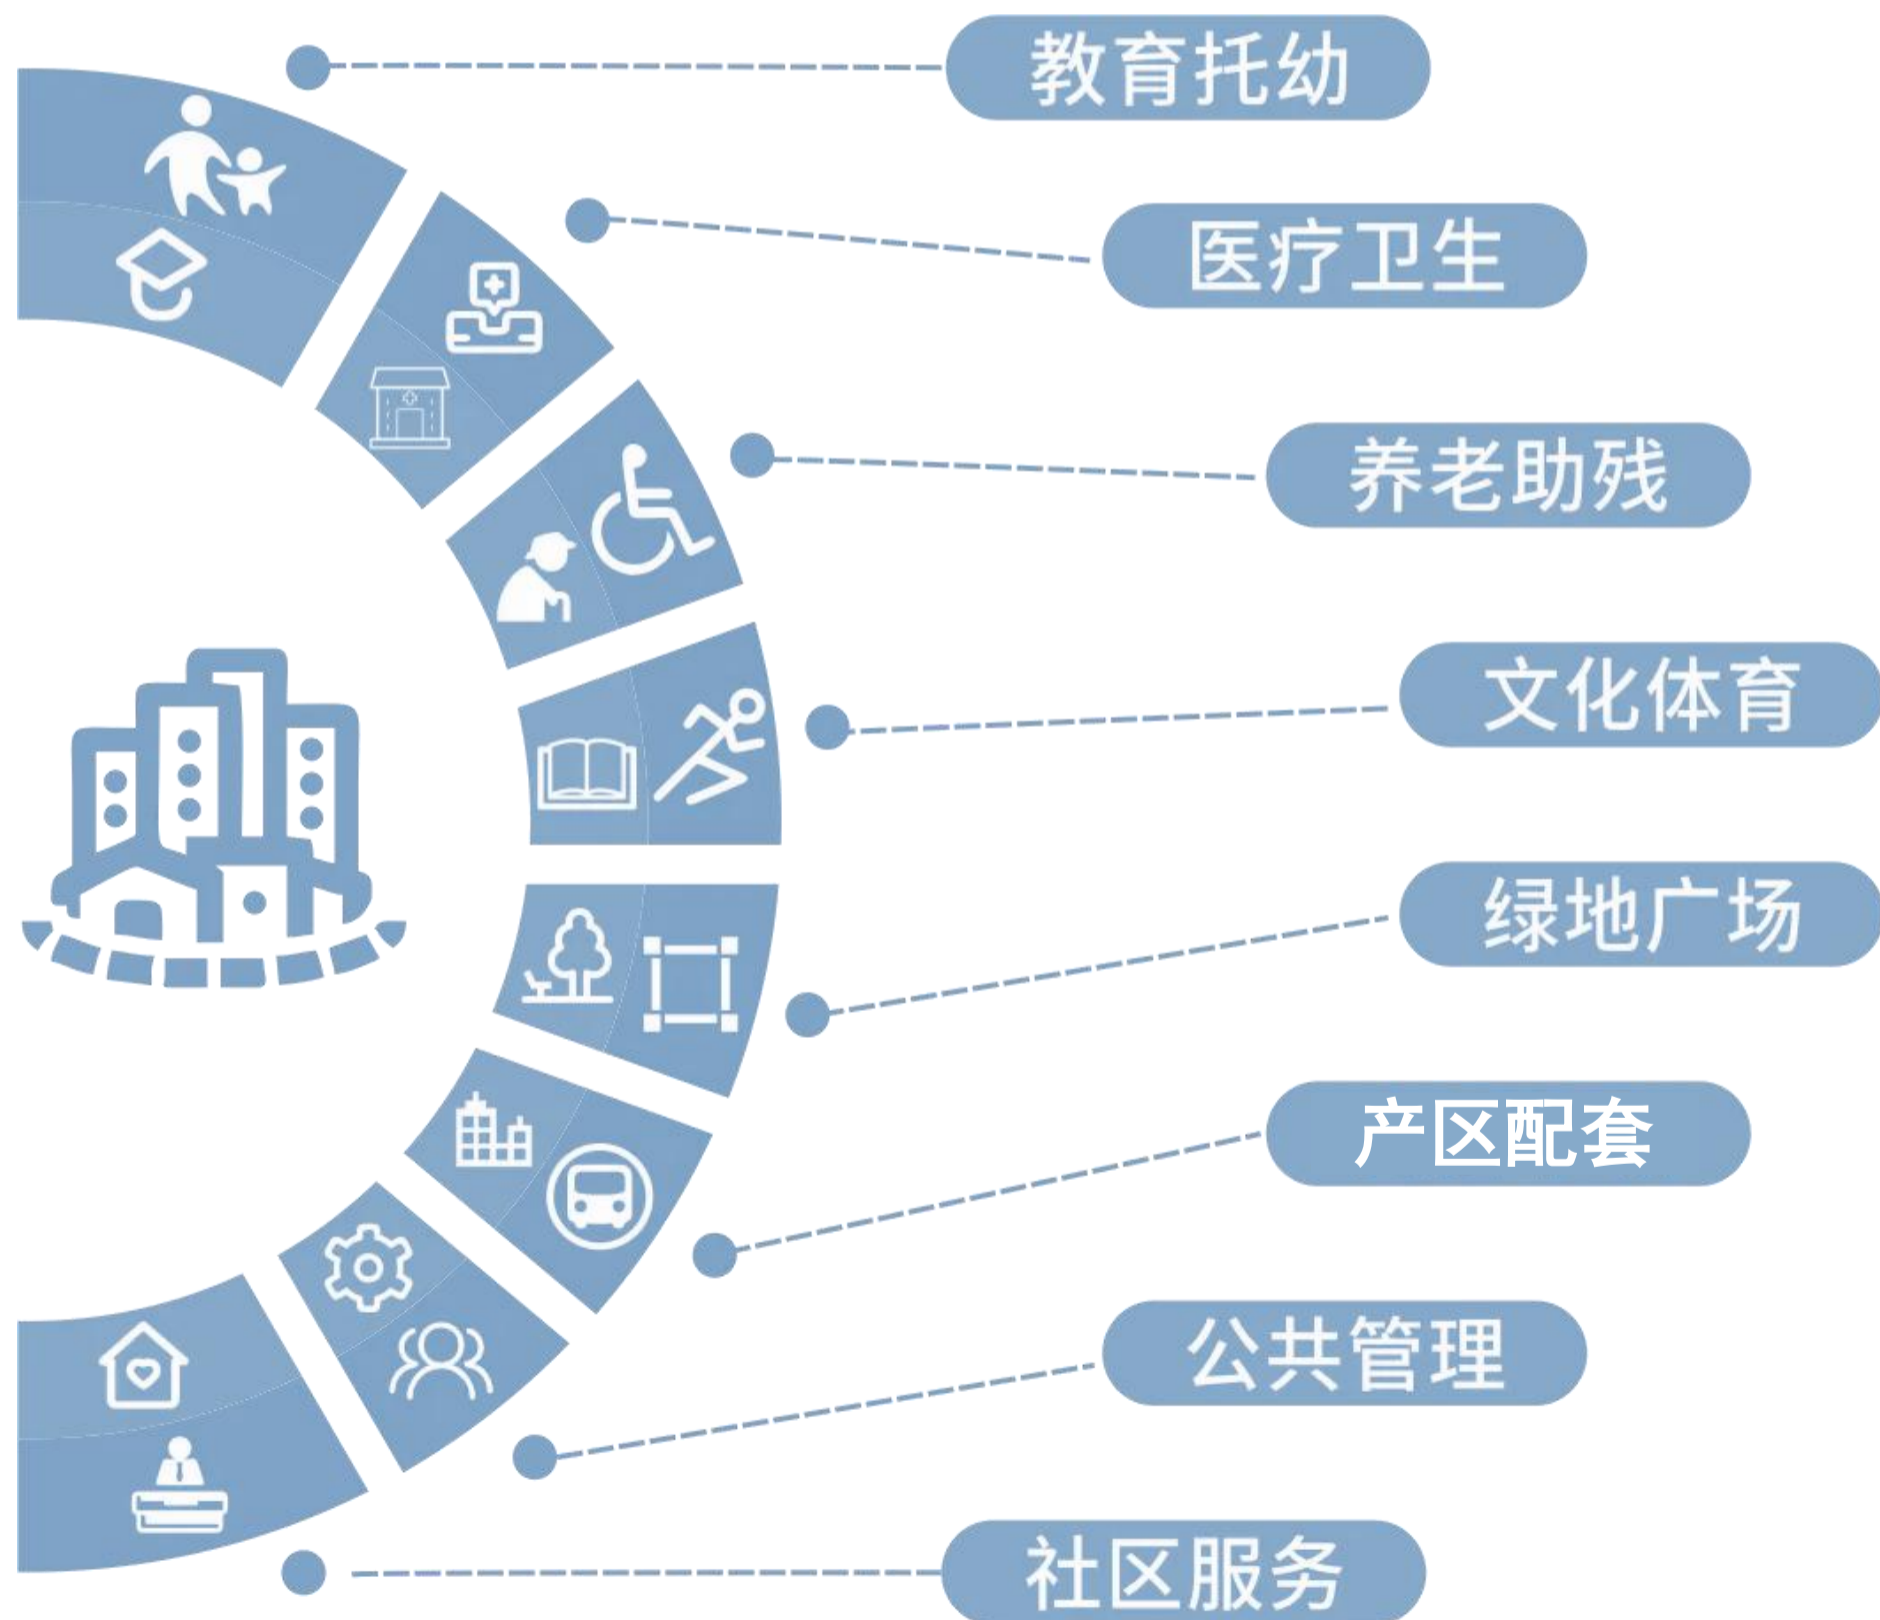 教育托幼
医疗卫生
养老助残
文化体育
绿地广场
产区配套
公共管理
社区服务